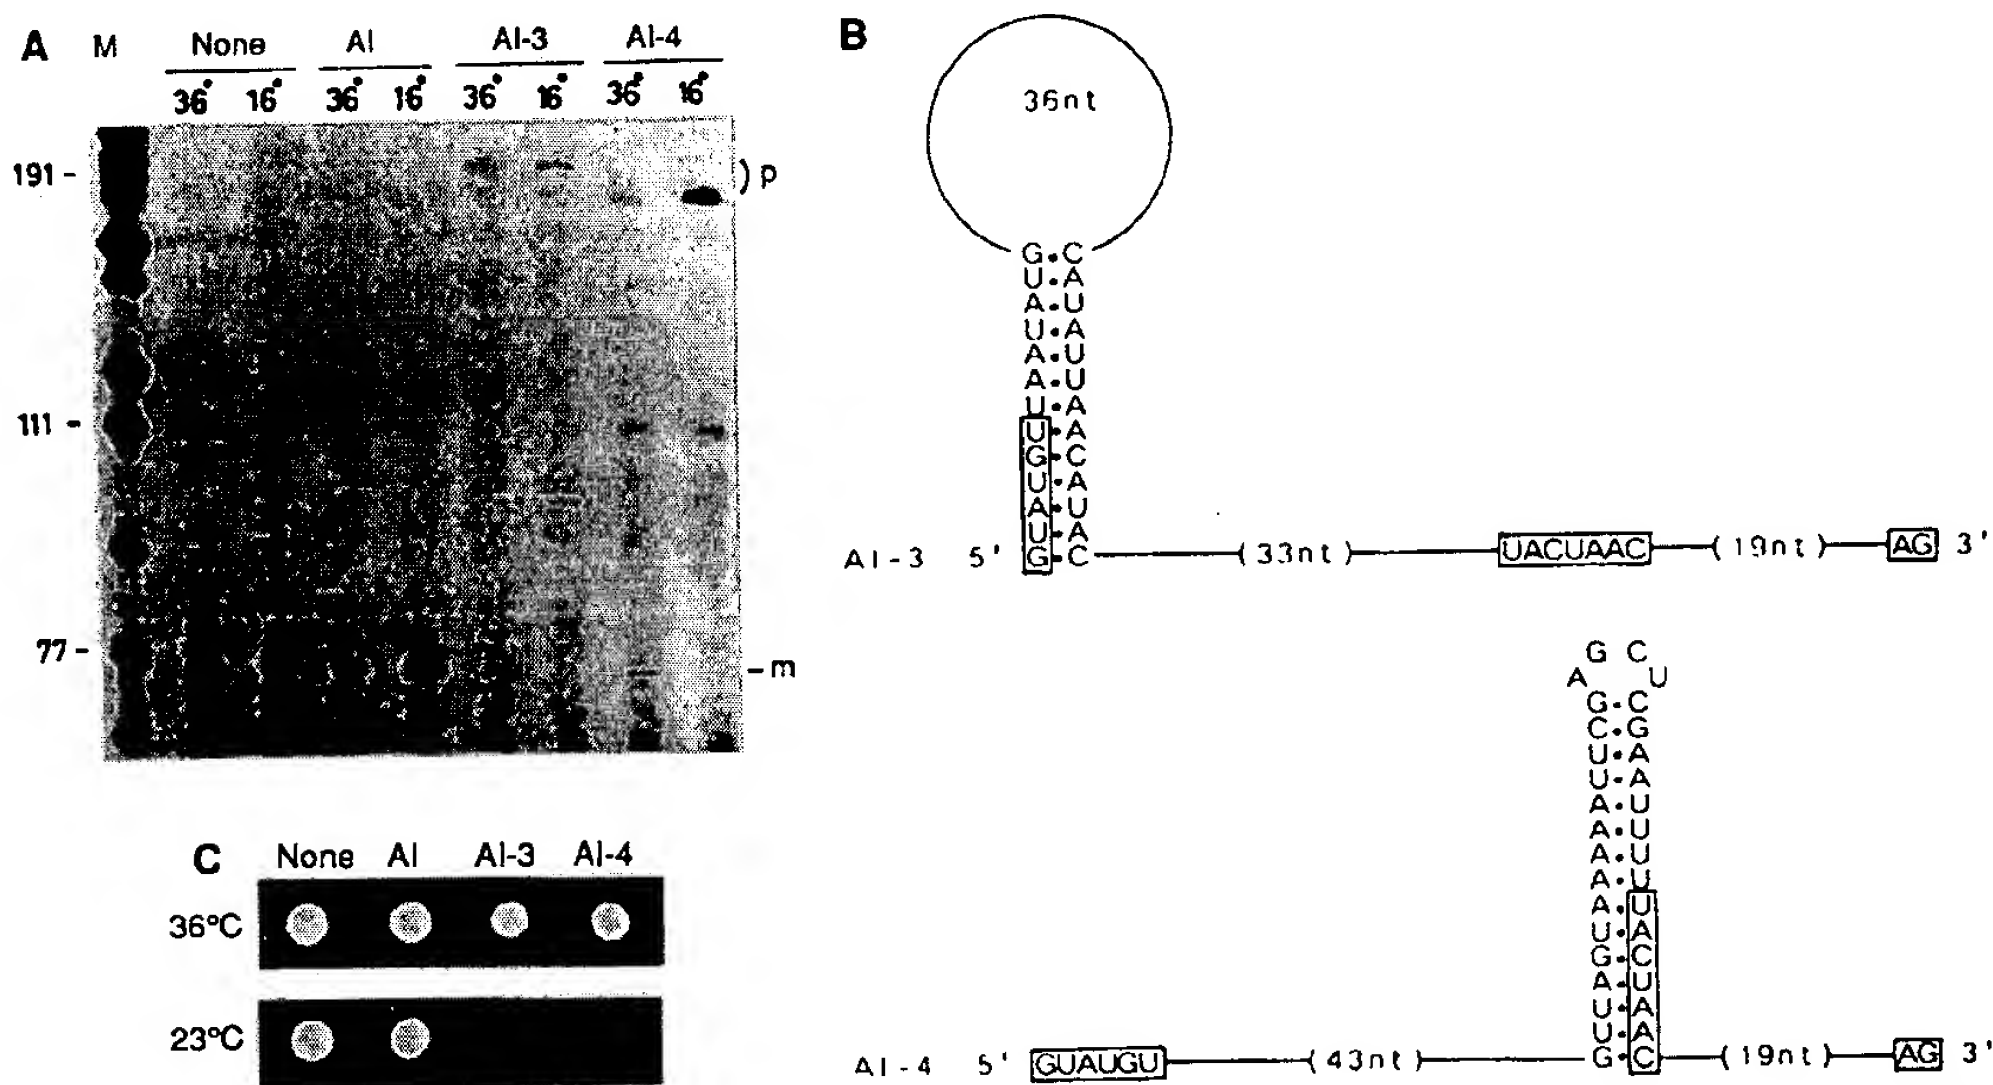 A M None AI AI-3 AI-4
36° 16° 36° 16° 36° 16° 36° 16°
191 -
) p
111 -
77 -
- m
B
36nt
G•C
U•A
A•U
U•A
A•U
A•U
U•A
U•A
G•C
U•A
A•U
U•A
AI-3 5' G•C (33nt) UACUAAC (19nt) AG 3'
G C
A U
G•C
C•G
U•A
U•A
A•U
A•U
A•U
A•U
A•U
U•A
G•C
A•U
U•A
U•A
AI-4 5' GUAUGU (43nt) G•C (19nt) AG 3'
C None AI AI-3 AI-4
36°C
23°C